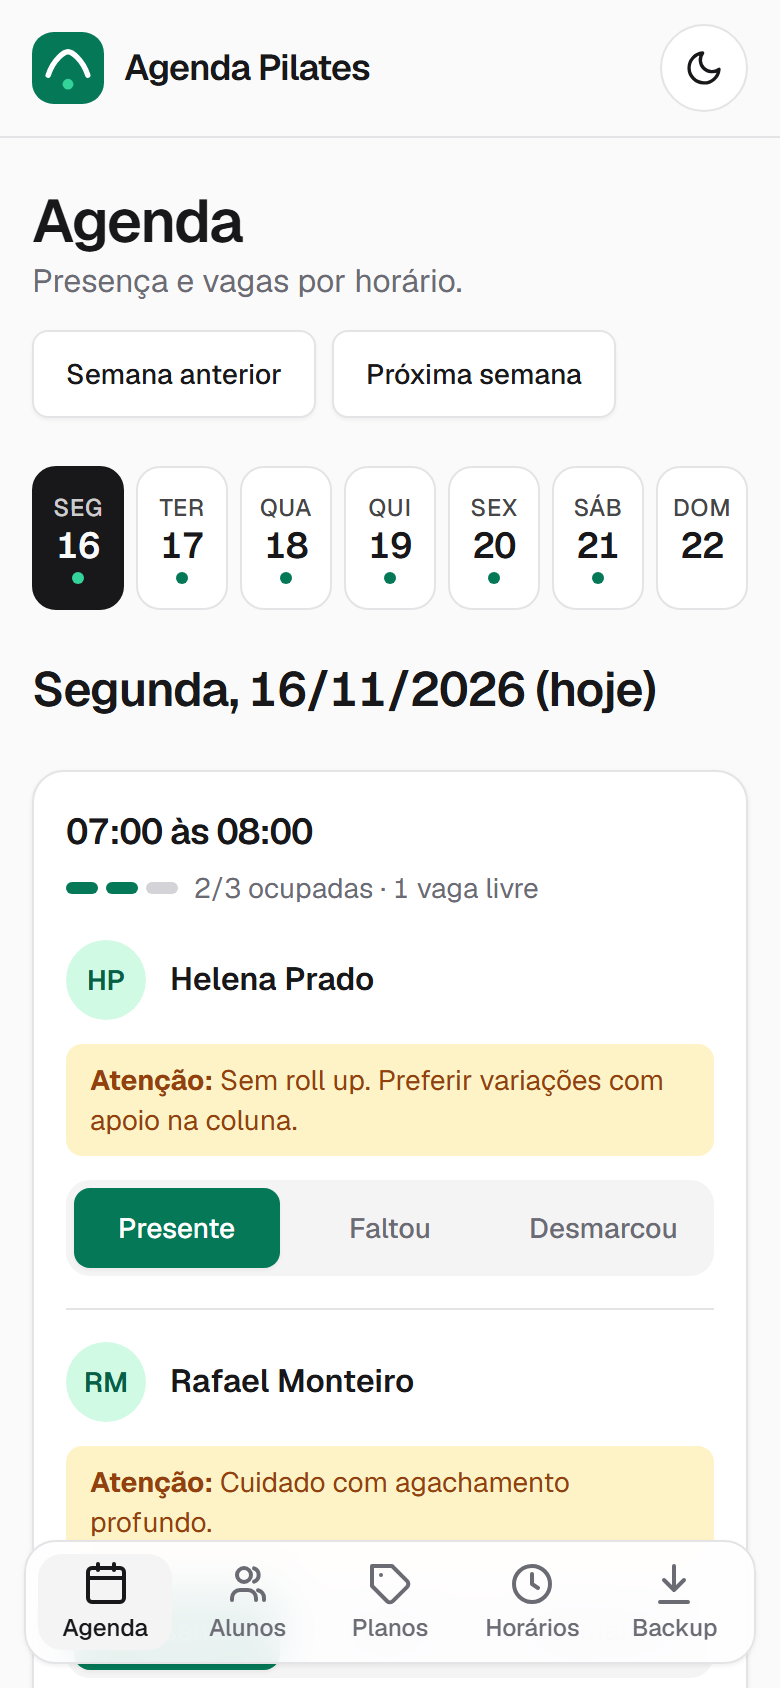 Agenda Pilates
Agenda
Presença e vagas por horário.
Semana anterior
Próxima semana
SEG TER QUA QUI SEX SÁB DOM
16 17 18 19 20 21 22
Segunda, 16/11/2026 (hoje)
07:00 às 08:00
2/3 ocupadas · 1 vaga livre
HP Helena Prado
Atenção: Sem roll up. Preferir variações com
apoio na coluna.
Presente Faltou Desmarcou
RM Rafael Monteiro
Atenção: Cuidado com agachamento
profundo.
Agenda Alunos Planos Horários Backup